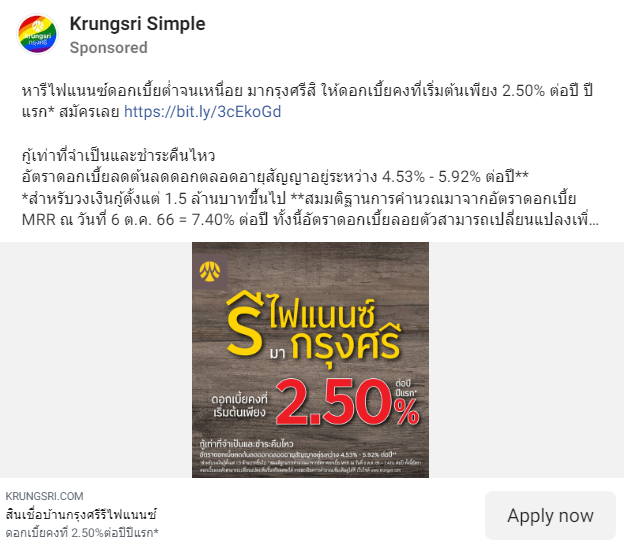 Krungsri Simple
Sponsored
Krungsri
กรุงศรี
หารีไฟแนนซ์ดอกเบี้ยต่ำจนเหนื่อย มากรุงศรีสิ ให้ดอกเบี้ยคงที่เริ่มต้นเพียง 2.50% ต่อปี ปี
แรก* สมัครเลย https://bit.ly/3cEkoGd
กู้เท่าที่จำเป็นและชำระคืนไหว
อัตราดอกเบี้ยลดต้นลดดอกตลอดอายุสัญญาอยู่ระหว่าง 4.53% - 5.92% ต่อปี**
*สำหรับวงเงินกู้ตั้งแต่ 1.5 ล้านบาทขึ้นไป **สมมติฐานการคำนวณมาจากอัตราดอกเบี้ย
MRR ณ วันที่ 6 ต.ค. 66 = 7.40% ต่อปี ทั้งนี้อัตราดอกเบี้ยลอยตัวสามารถเปลี่ยนแปลงเพิ่...
รีไฟแนนซ์
มา กรุงศรี
ดอกเบี้ยคงที่
เริ่มต้นเพียง
2.50%
ต่อปี
ปีแรก*
กู้เท่าที่จำเป็นและชำระคืนไหว
อัตราดอกเบี้ยลดต้นลดดอกตลอดอายุสัญญาอยู่ระหว่าง 4.53% - 5.92% ต่อปี**
KRUNGSRI.COM
สินเชื่อบ้านกรุงศรีรีไฟแนนซ์
ดอกเบี้ยคงที่ 2.50%ต่อปีปีแรก*
Apply now